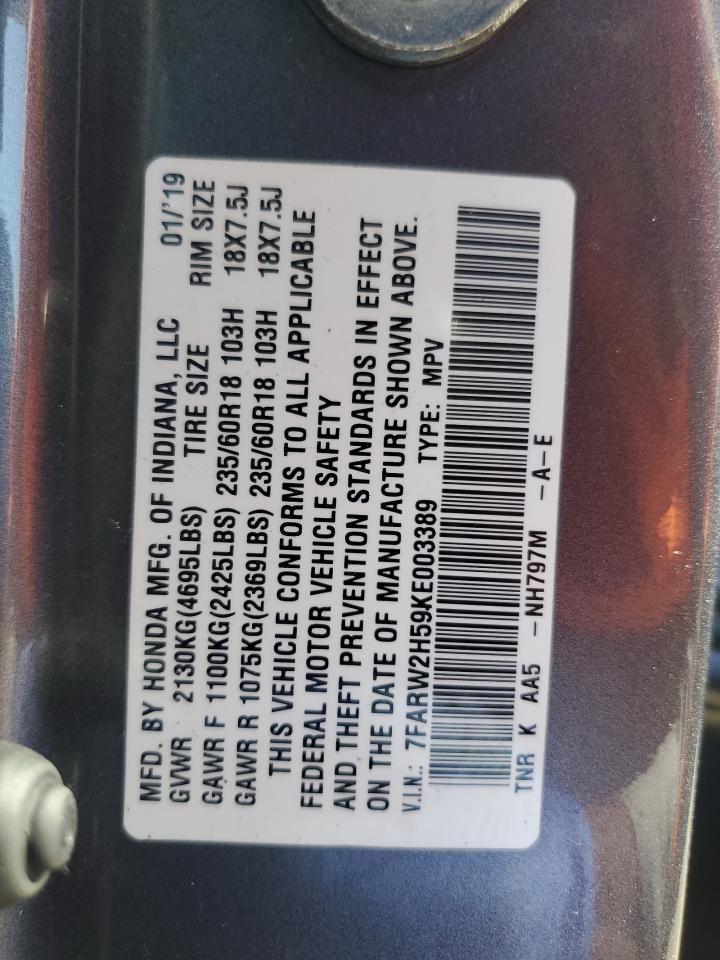 MFD. BY HONDA MFG. OF INDIANA, LLC 01/'19
GVWR 2130KG(4695LBS) TIRE SIZE RIM SIZE
GAWR F 1100KG(2425LBS) 235/60R18 103H 18X7.5J
GAWR R 1075KG(2369LBS) 235/60R18 103H 18X7.5J
THIS VEHICLE CONFORMS TO ALL APPLICABLE
FEDERAL MOTOR VEHICLE SAFETY
AND THEFT PREVENTION STANDARDS IN EFFECT
ON THE DATE OF MANUFACTURE SHOWN ABOVE.
V.I.N.: 7FARW2H59KE003389 TYPE: MPV
TNR K AA5 -NH797M -A-E